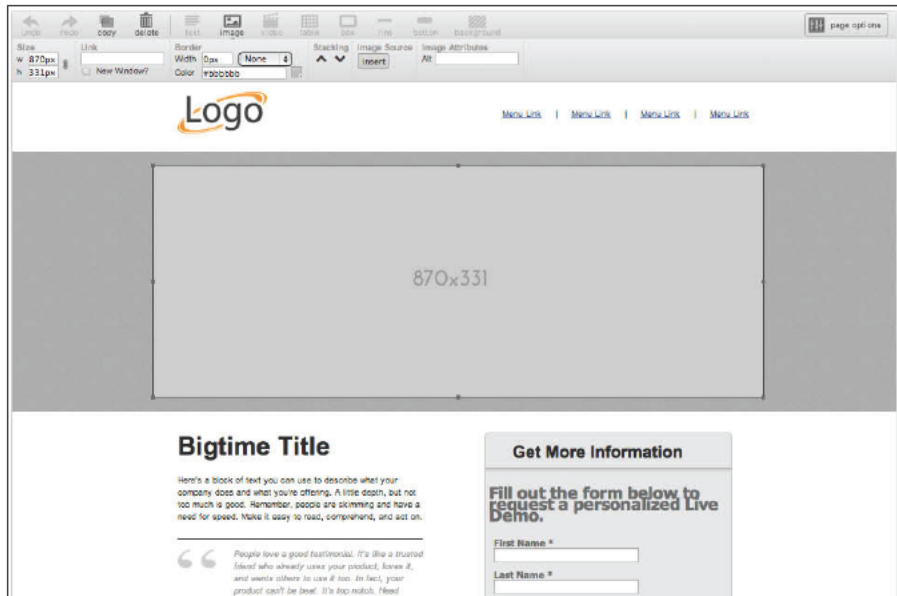 undo redo copy delete text image video table box line button background page options
Size Link Border Stacking Image Source Image Attributes
w 870px Width 0px None insert Alt
h 331px New Window? Color #bbbbbb
Logo
Menu Link | Menu Link | Menu Link | Menu Link
870x331
Bigtime Title
Here's a block of text you can use to describe what your
company does and what you're offering. A little depth, but not
too much is good. Remember, people are skimming and have a
need for speed. Make it easy to read, comprehend, and act on.
People love a good testimonial. It's like a trusted
friend who already uses your product, loves it,
and wants others to use it too. In fact, your
product can't be beat. It's top notch. Need
Get More Information
Fill out the form below to
request a personalized Live
Demo.
First Name *
Last Name *